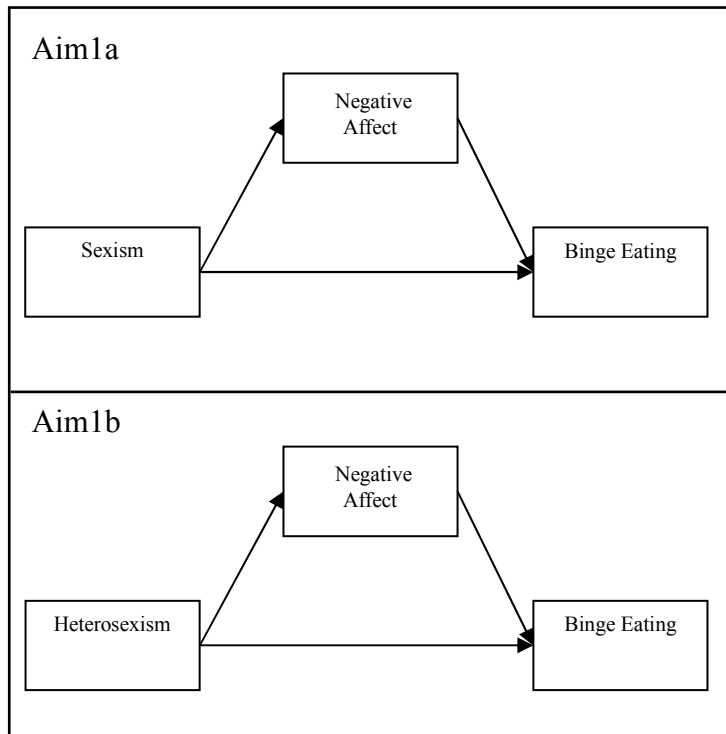 Aim1a
Negative
Affect
Sexism
Binge Eating
Aim1b
Negative
Affect
Heterosexism
Binge Eating